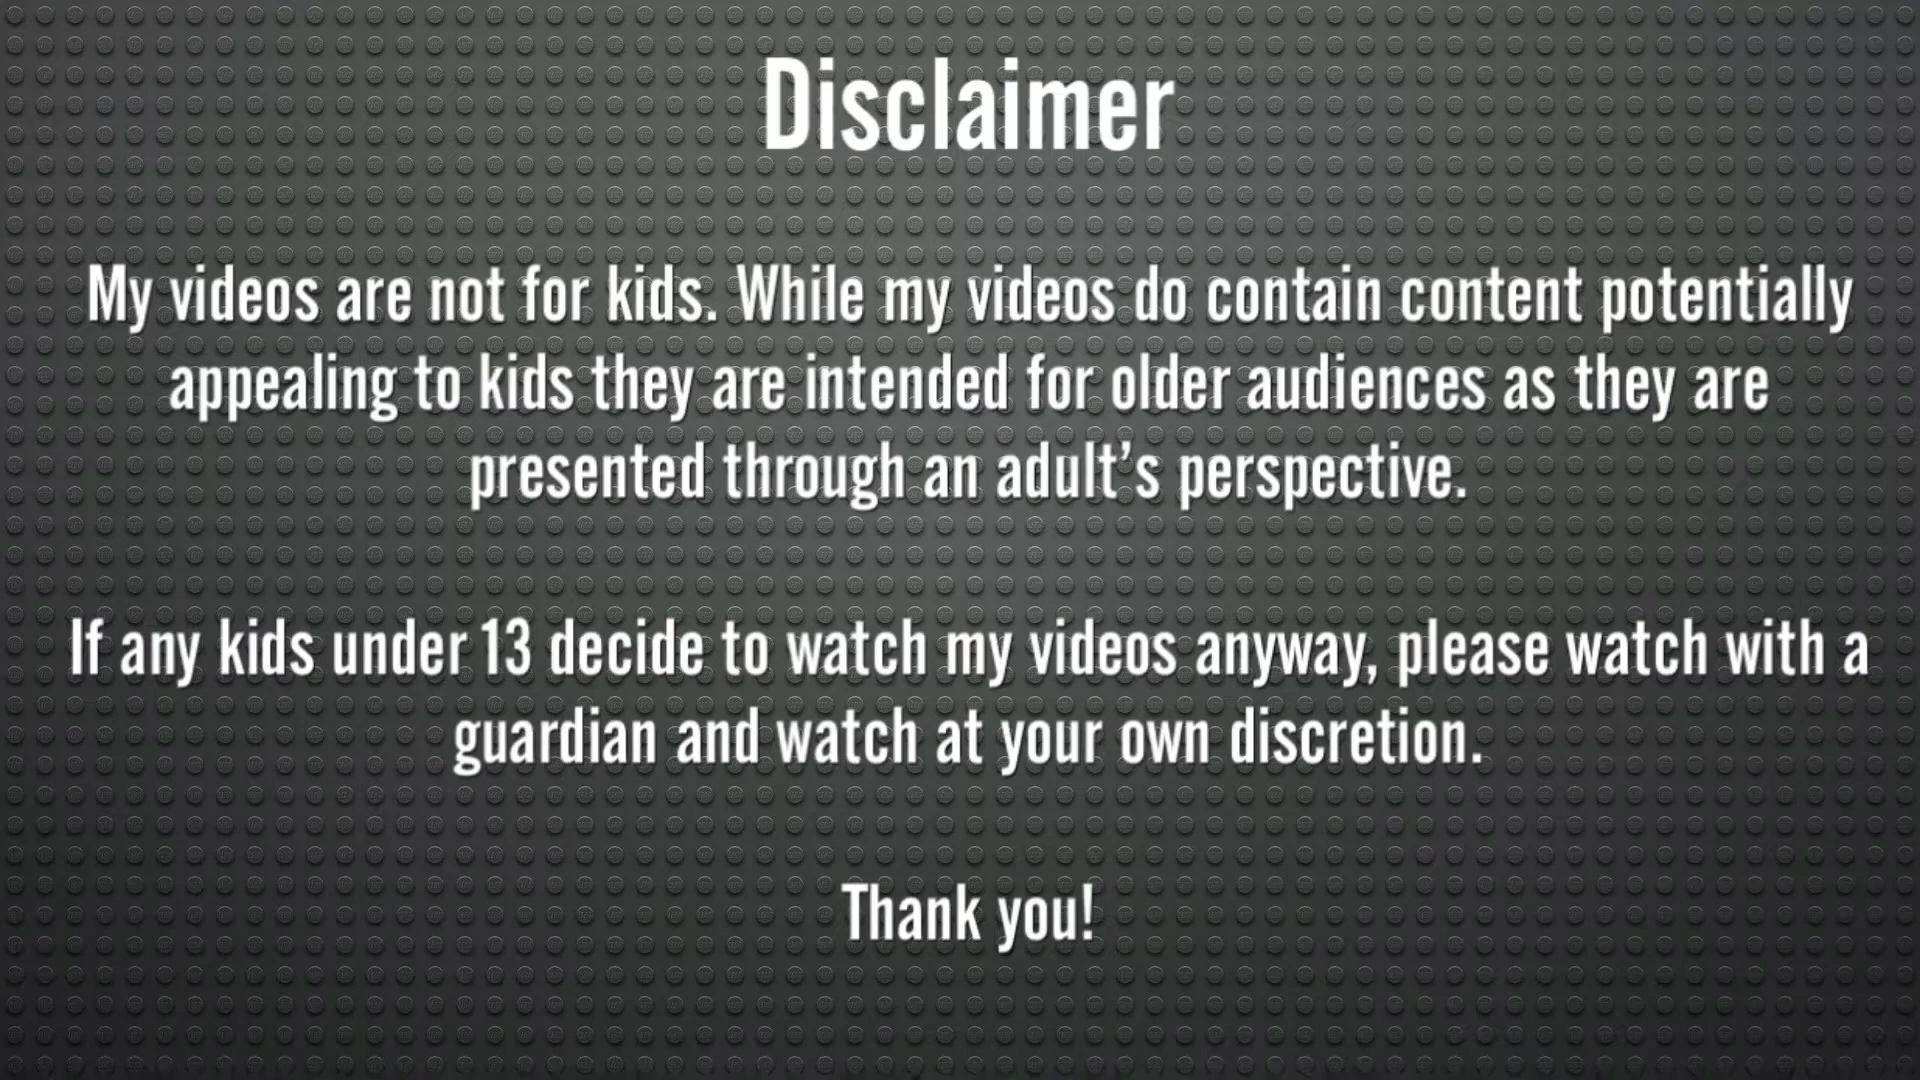 Disclaimer
My videos are not for kids. While my videos do contain content potentially
appealing to kids they are intended for older audiences as they are
presented through an adult’s perspective.
If any kids under 13 decide to watch my videos anyway, please watch with a
guardian and watch at your own discretion.
Thank you!